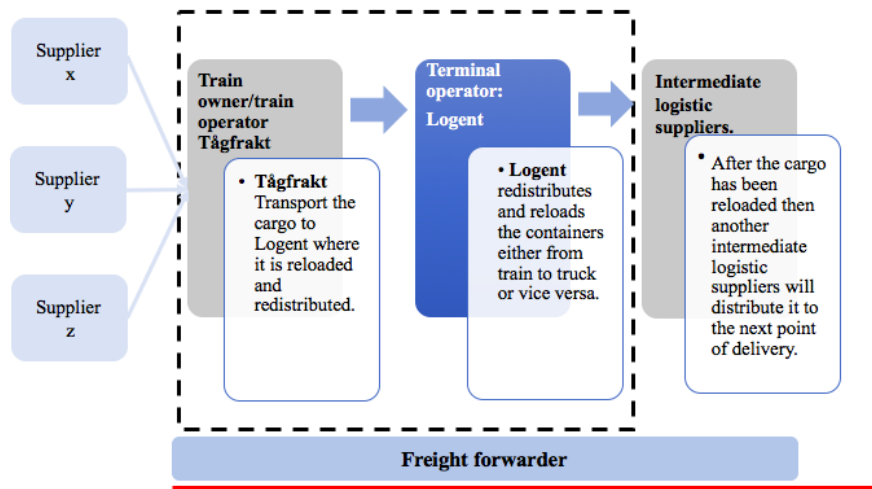 Supplier
x
Supplier
y
Supplier
z
Train
owner/train
operator
Tågfrakt
• Tågfrakt
Transport the
cargo to
Logent where
it is reloaded
and
redistributed.
Terminal
operator:
Logent
• Logent
redistributes
and reloads
the containers
either from
train to truck
or vice versa.
Intermediate
logistic
suppliers.
• After the cargo
has been
reloaded then
another
intermediate
logistic
suppliers will
distribute it to
the next point
of delivery.
Freight forwarder